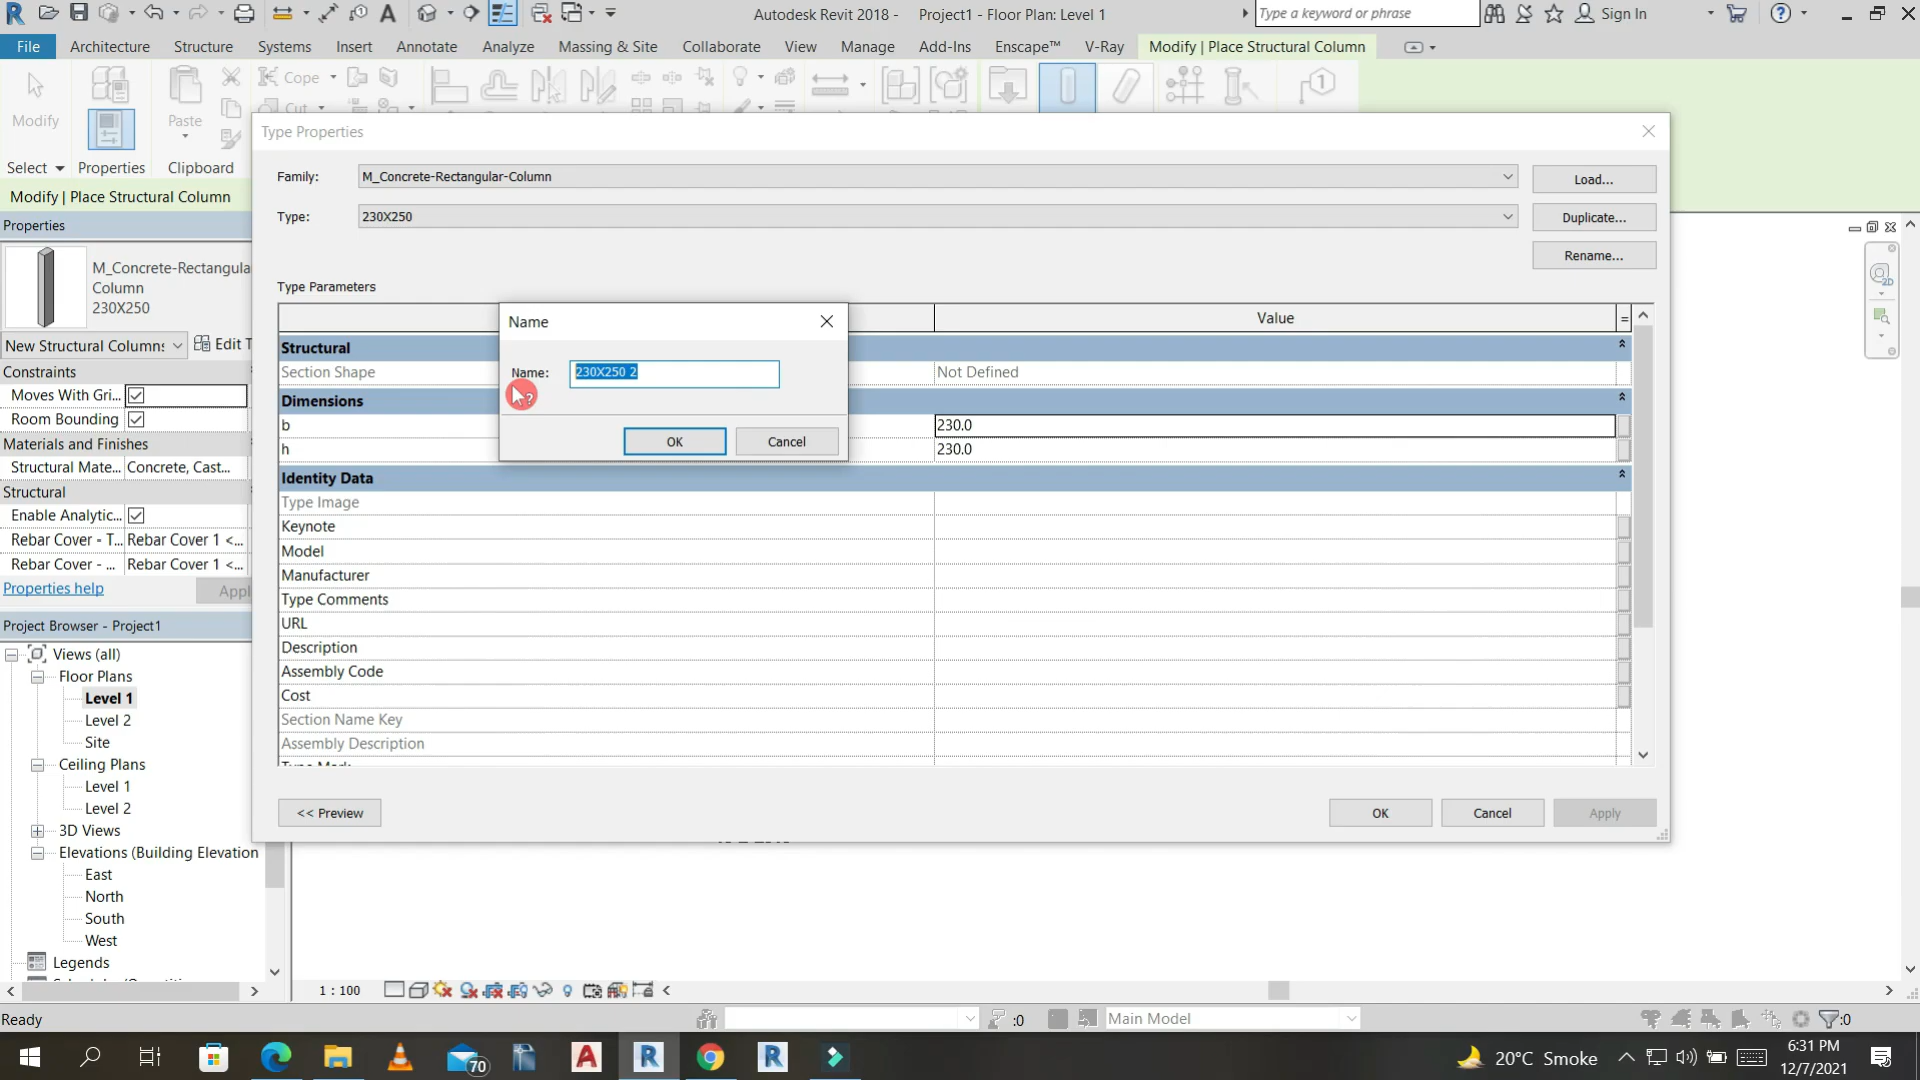 Autodesk Revit 2018 - Project1 - Floor Plan: Level 1
Type a keyword or phrase
Sign In
File Architecture Structure Systems Insert Annotate Analyze Massing & Site Collaborate View Manage Add-Ins Enscape™ V-Ray Modify | Place Structural Column
Modify
Paste
Cope
Cut
Select Properties Clipboard
Modify | Place Structural Column
Properties
M_Concrete-Rectangula
Column
230X250
New Structural Columns
Edit T
Constraints
Moves With Gri...
Room Bounding
Materials and Finishes
Structural Mate... Concrete, Cast...
Structural
Enable Analytic...
Rebar Cover - T... Rebar Cover 1 <...
Rebar Cover - ... Rebar Cover 1 <...
Properties help
Appl
Project Browser - Project1
Views (all)
Floor Plans
Level 1
Level 2
Site
Ceiling Plans
Level 1
Level 2
3D Views
Elevations (Building Elevation
East
North
South
West
Legends
Type Properties
Family: M_Concrete-Rectangular-Column Load...
Type: 230X250 Duplicate...
Rename...
Type Parameters
Value =
Structural
Section Shape Not Defined
Dimensions
b 230.0
h 230.0
Identity Data
Type Image
Keynote
Model
Manufacturer
Type Comments
URL
Description
Assembly Code
Cost
Section Name Key
Assembly Description
Type Mark
<< Preview OK Cancel Apply
Name
Name: 230X250 2
OK Cancel
1 : 100
Ready
:0
Main Model
:0
70
20°C Smoke
6:31 PM
12/7/2021